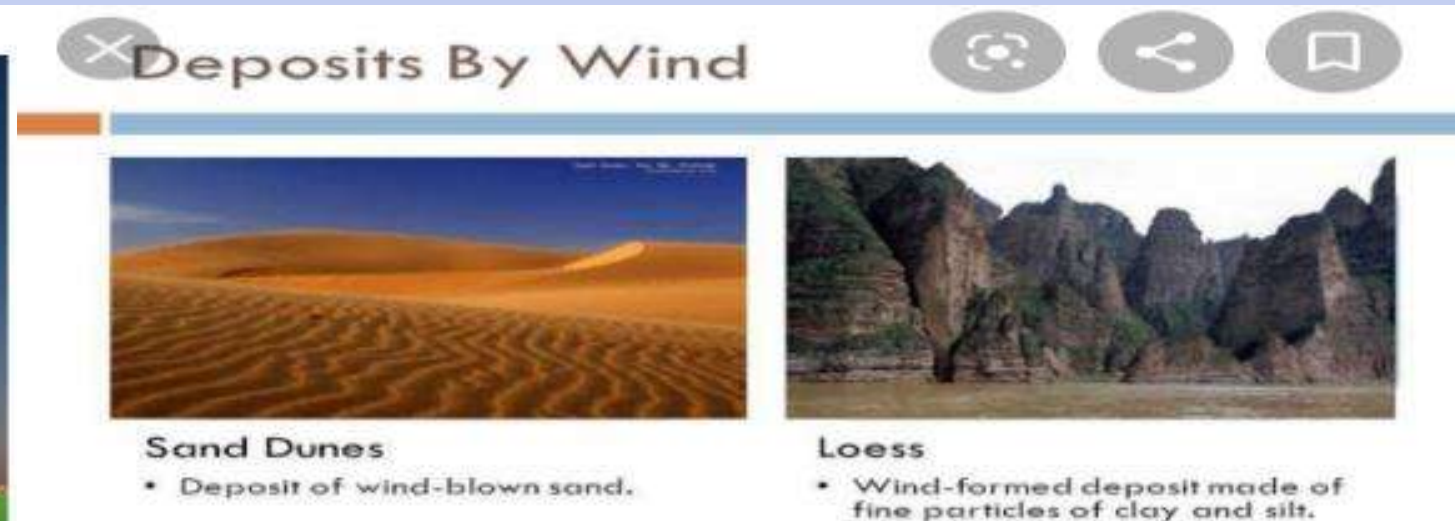 Deposits By Wind
Sand Dunes
• Deposit of wind-blown sand.
Loess
• Wind-formed deposit made of
fine particles of clay and silt.